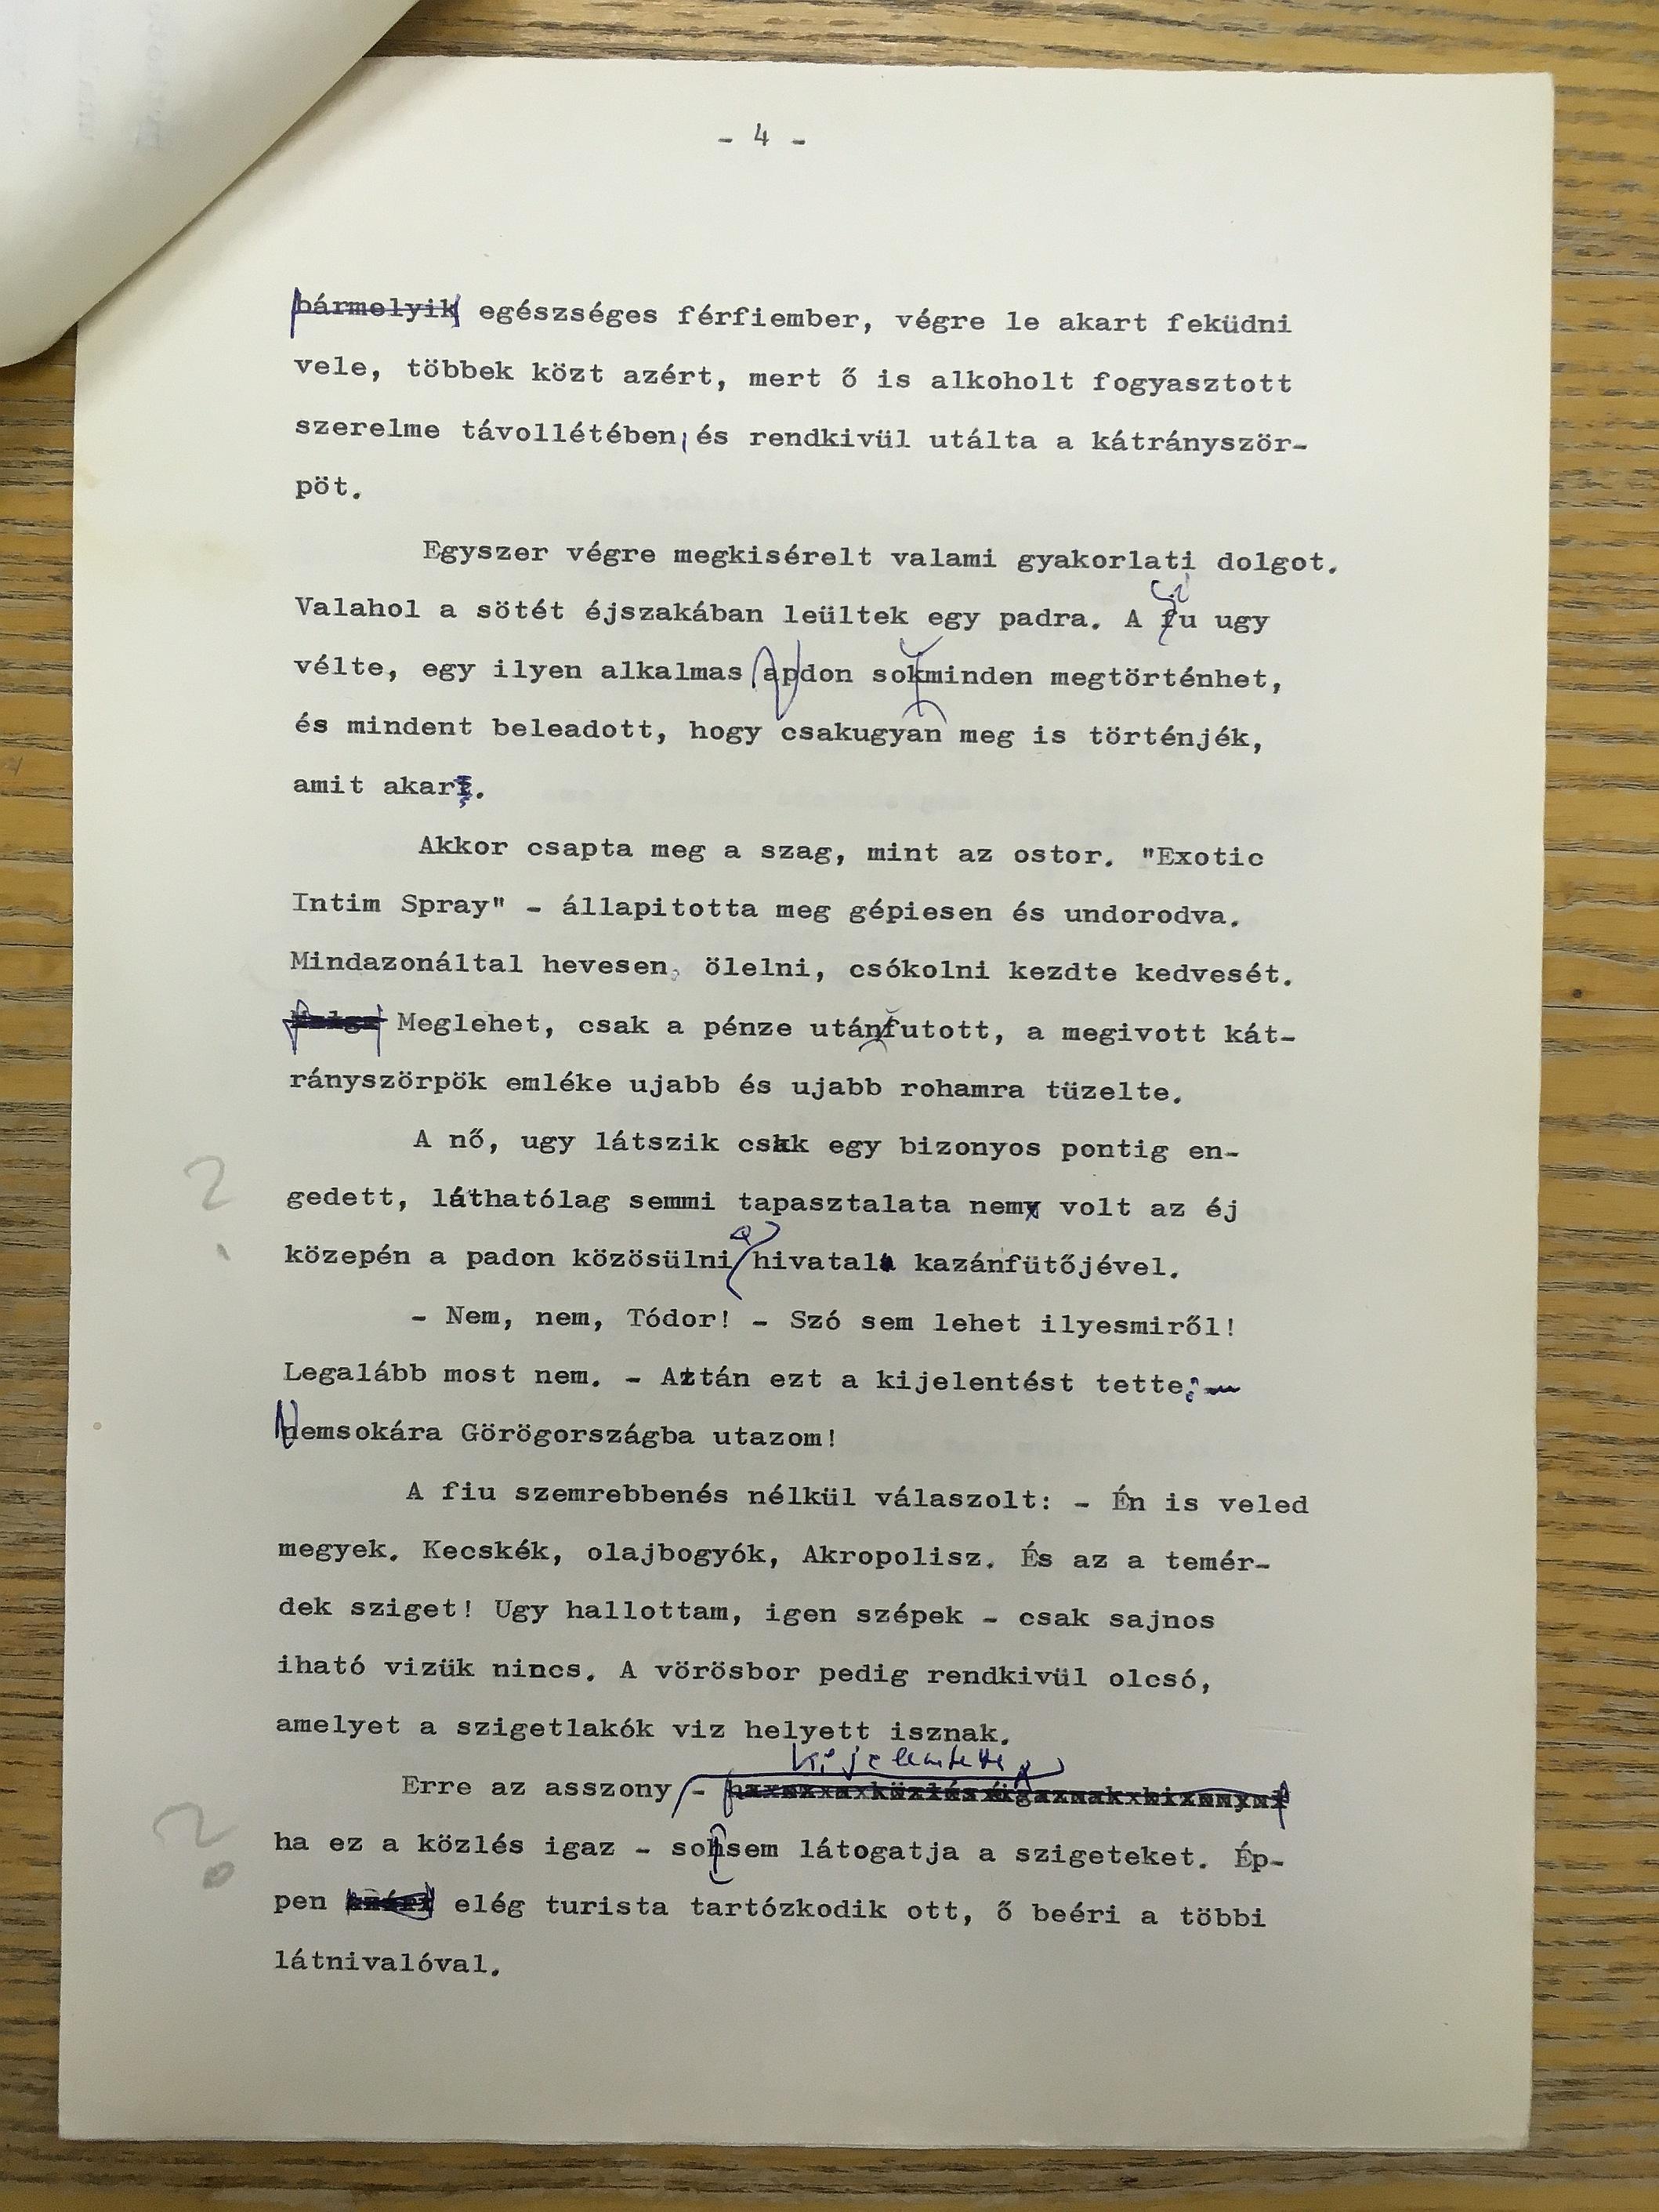 - 4 -
bármelyik egészséges férfiember, végre le akart feküdni
vele, többek közt azért, mert ő is alkoholt fogyasztott
szerelme távollétében, és rendkivül utálta a kátrányször-
pöt.
Egyszer végre megkisérelt valami gyakorlati dolgot.
i
Valahol a sötét éjszakában leültek egy padra. A fu ugy
vélte, egy ilyen alkalmas apdon sokminden megtörténhet,
és mindent beleadott, hogy csakugyan meg is történjék,
amit akart.
Akkor csapta meg a szag, mint az ostor. "Exotic
Intim Spray" - állapitotta meg gépiesen és undorodva.
Mindazonáltal hevesen ölelni, csókolni kezdte kedvesét.
Meglehet, csak a pénze utánfutott, a megivott kát-
rányszörpök emléke ujabb és ujabb rohamra tüzelte.
A nő, ugy látszik csak egy bizonyos pontig en-
?
gedett, láthatólag semmi tapasztalata nem volt az éj
a
közepén a padon közösülni hivatala kazánfütőjével.
- Nem, nem, Tódor! - Szó sem lehet ilyesmiről!
Legalább most nem. - Aztán ezt a kijelentést tette:
Nemsokára Görögországba utazom!
A fiu szemrebbenés nélkül válaszolt: - Én is veled
megyek. Kecskék, olajbogyók, Akropolisz. És az a temér-
dek sziget! Ugy hallottam, igen szépek - csak sajnos
iható vizük nincs. A vörösbor pedig rendkivül olcsó,
amelyet a szigetlakók viz helyett isznak.
kijelentette
Erre az asszony - ha ez a közlés igaznak bizonyul
?
ha ez a közlés igaz - sohsem látogatja a szigeteket. Ép-
pen elég turista tartózkodik ott, ő beéri a többi
látnivalóval.